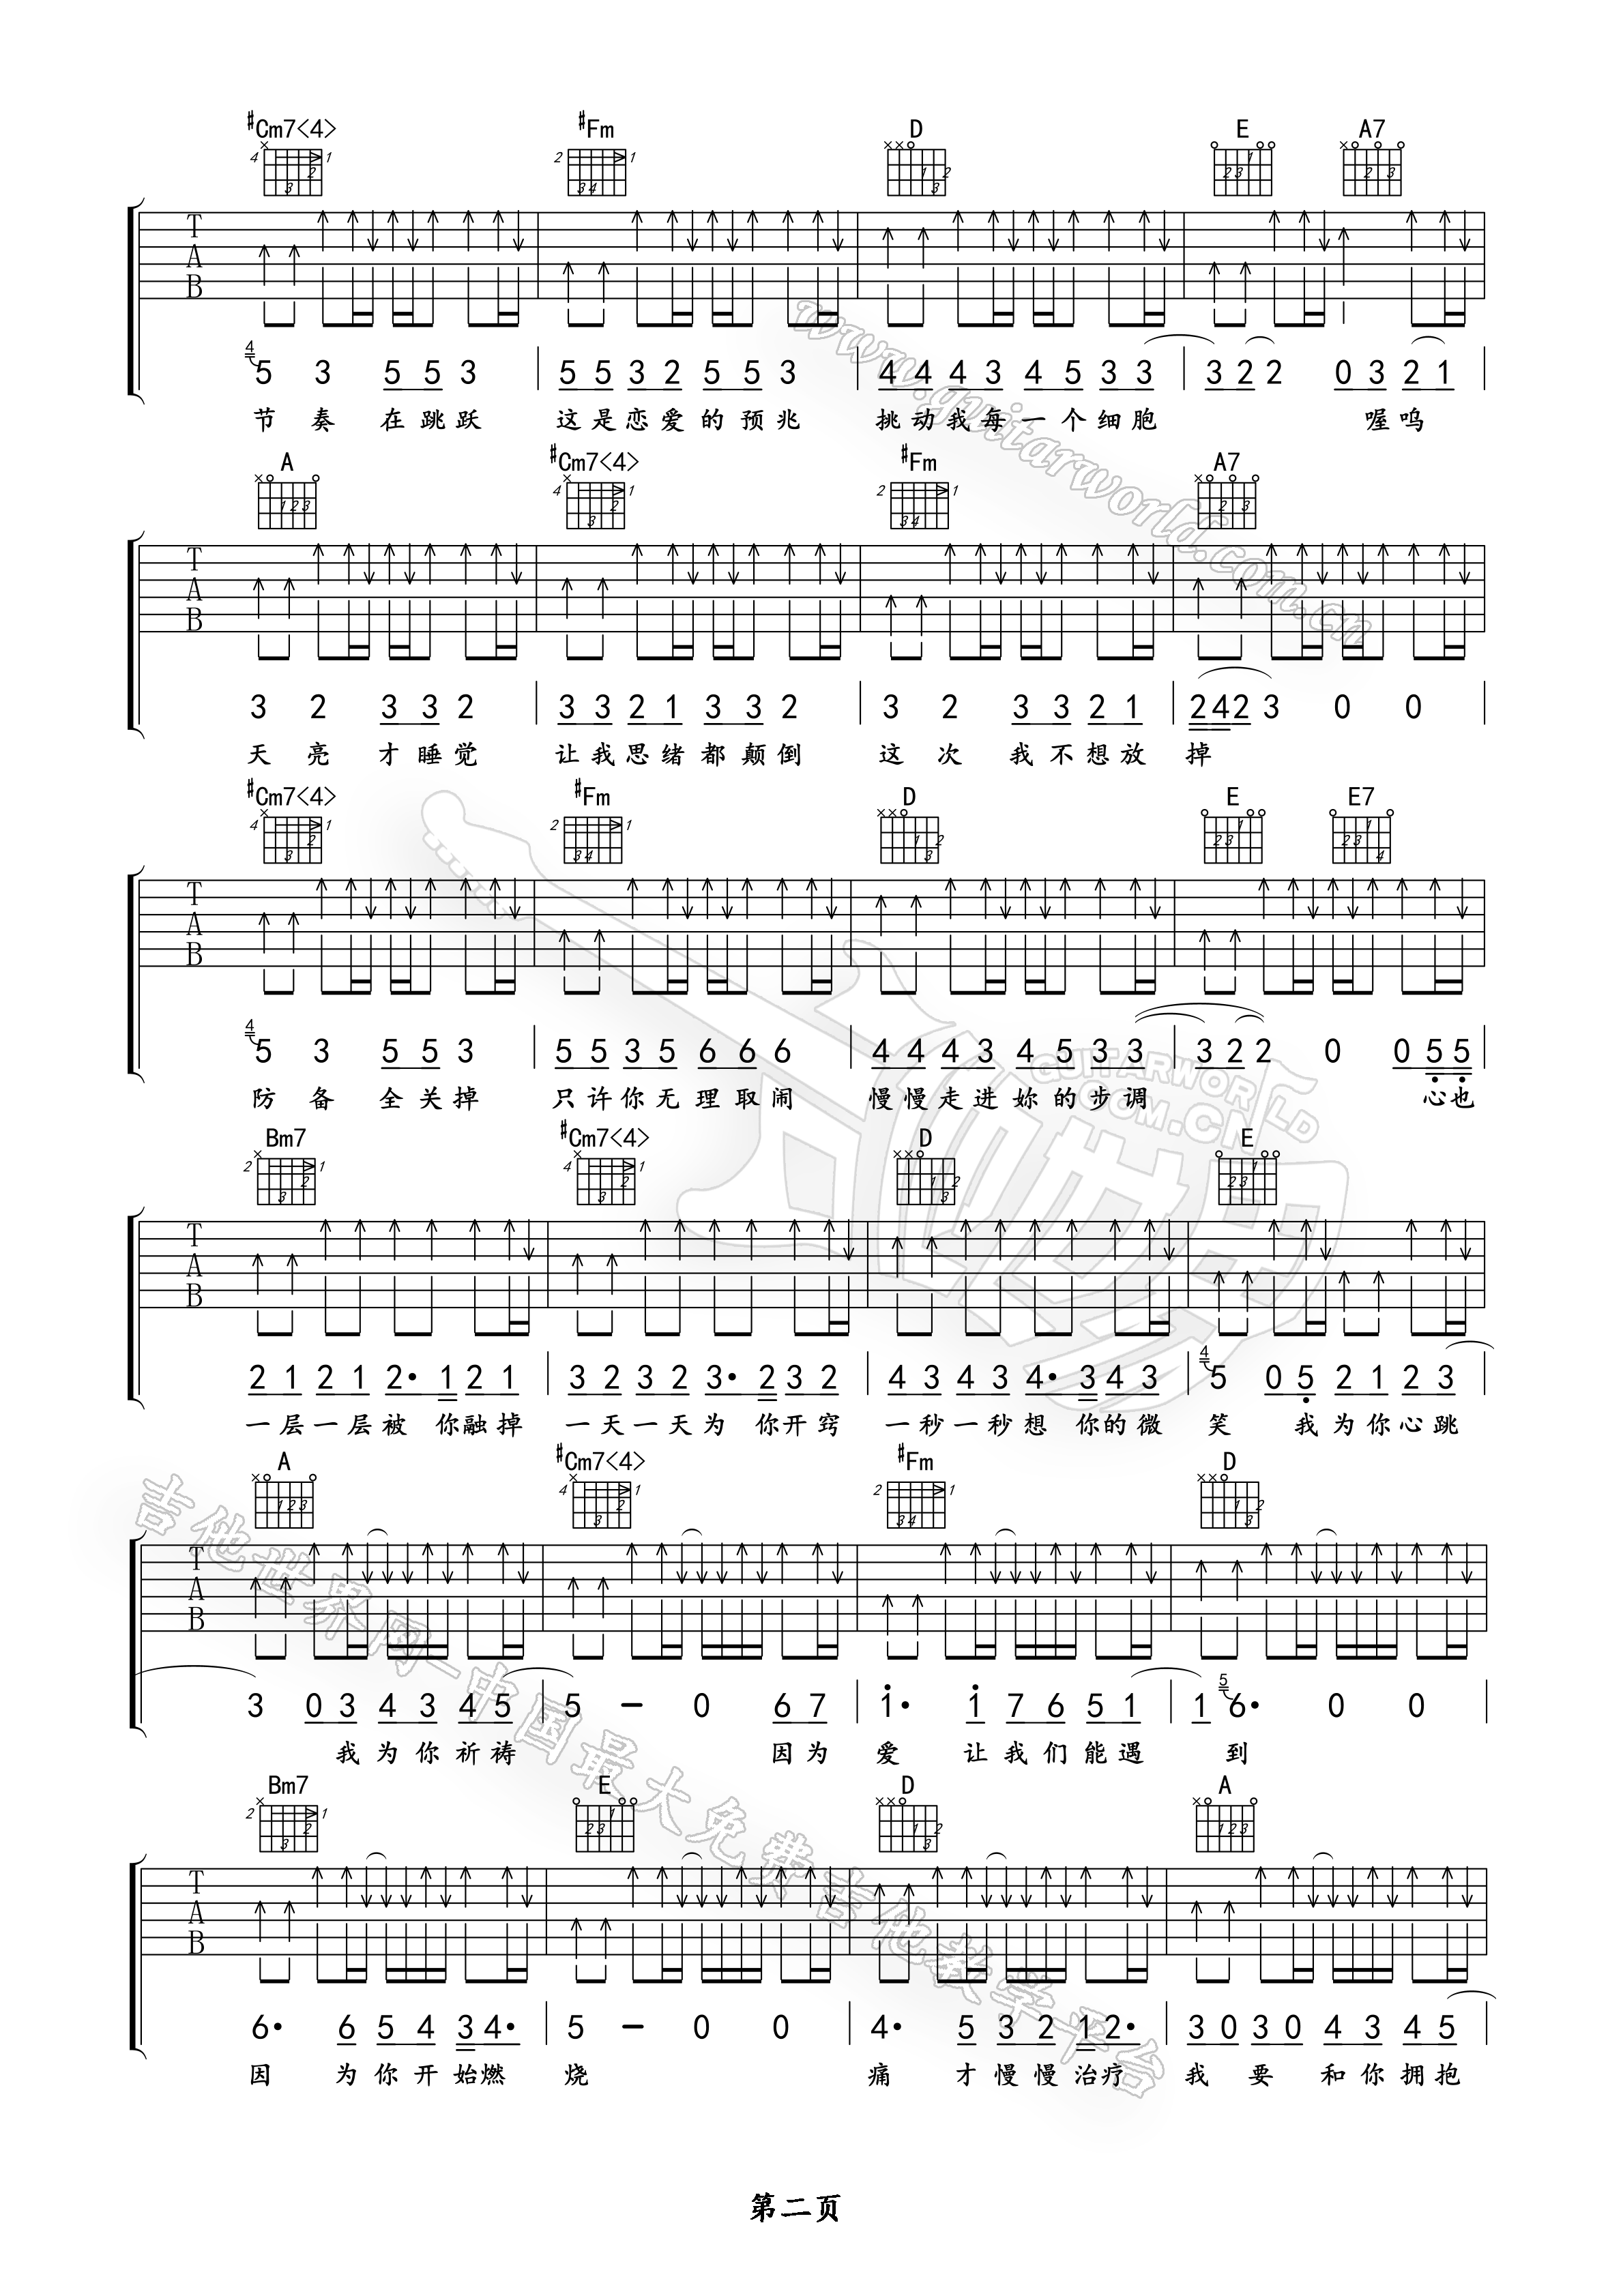 #Cm7<4> #Fm D E A7
T
A
B
4 5 3 5 5 3 | 5 5 3 2 5 5 3 | 4 4 4 3 4 5 3 3 | 3 2 2 0 3 2 1 |
节 奏 在 跳 跃 这 是 恋 爱 的 预 兆 挑 动 我 每 一 个 细 胞 喔 呜
A #Cm7<4> #Fm A7
T
A
B
3 2 3 3 2 | 3 3 2 1 3 3 2 | 3 2 3 3 2 1 | 2 4 2 3 0 0 |
天 亮 才 睡 觉 让 我 思 绪 都 颠 倒 这 次 我 不 想 放 掉
#Cm7<4> #Fm D E E7
T
A
B
4 5 3 5 5 3 | 5 5 3 5 6 6 6 | 4 4 4 3 4 5 3 3 | 3 2 2 0 0 5 5 |
防 备 全 关 掉 只 许 你 无 理 取 闹 慢 慢 走 进 妳 的 步 调 心 也
Bm7 #Cm7<4> D E
T
A
B
2 1 2 1 2• 1 2 1 | 3 2 3 2 3• 2 3 2 | 4 3 4 3 4• 3 4 3 | 4 5 0 5 2 1 2 3 |
一 层 一 层 被 你 融 掉 一 天 一 天 为 你 开 窍 一 秒 一 秒 想 你 的 微 笑 我 为 你 心 跳
A #Cm7<4> #Fm D
T
A
B
3 0 3 4 3 4 5 | 5 — 0 6 7 | 1• 1 7 6 5 1 | 1 5 6• 0 0 |
我 为 你 祈 祷 因 为 爱 让 我 们 能 遇 到
Bm7 E D A
T
A
B
6• 6 5 4 3 4• | 5 — 0 0 | 4• 5 3 2 1 2• | 3 0 3 0 4 3 4 5 |
因 为 你 开 始 燃 烧 痛 才 慢 慢 治 疗 我 要 和 你 拥 抱
第二页
www.guitarworld.com.cn
GUITARWORLD
COM.CN
吉他世界网-中国最大免费吉他教学平台